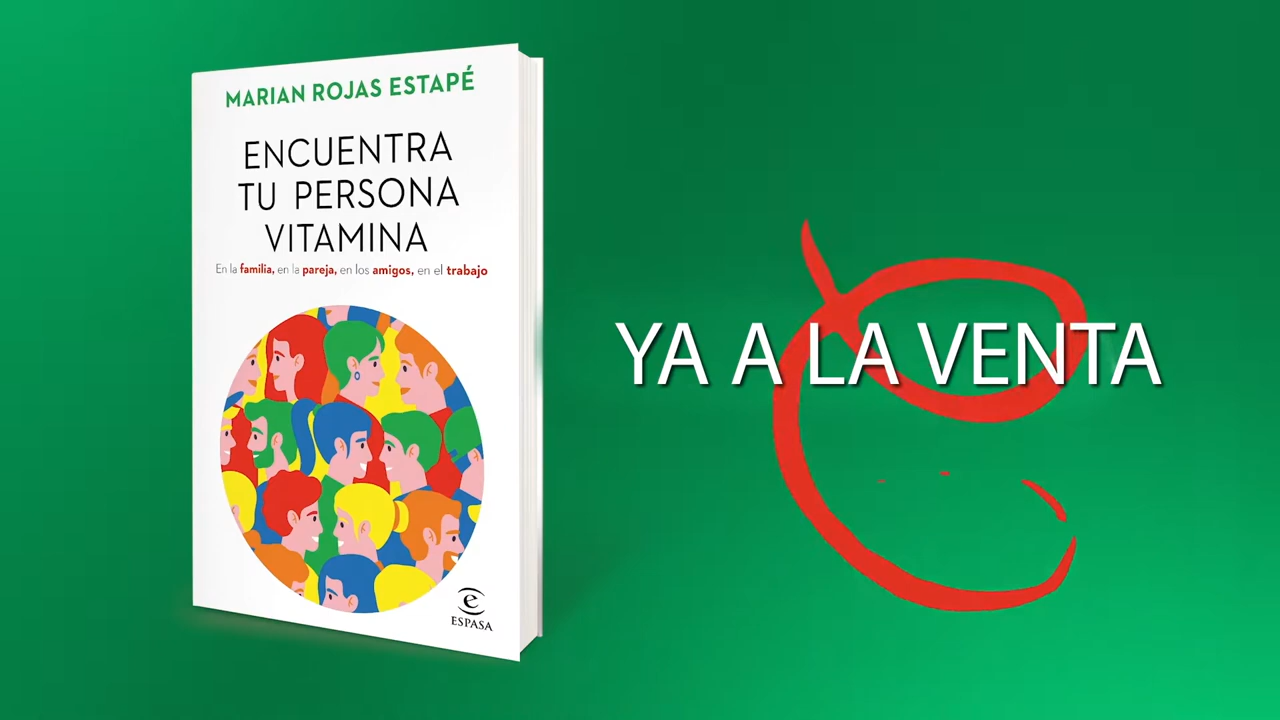 MARIAN ROJAS ESTAPÉ
ENCUENTRA
TU PERSONA
VITAMINA
En la familia, en la pareja, en los amigos, en el trabajo
e
ESPASA
YA A LA VENTA